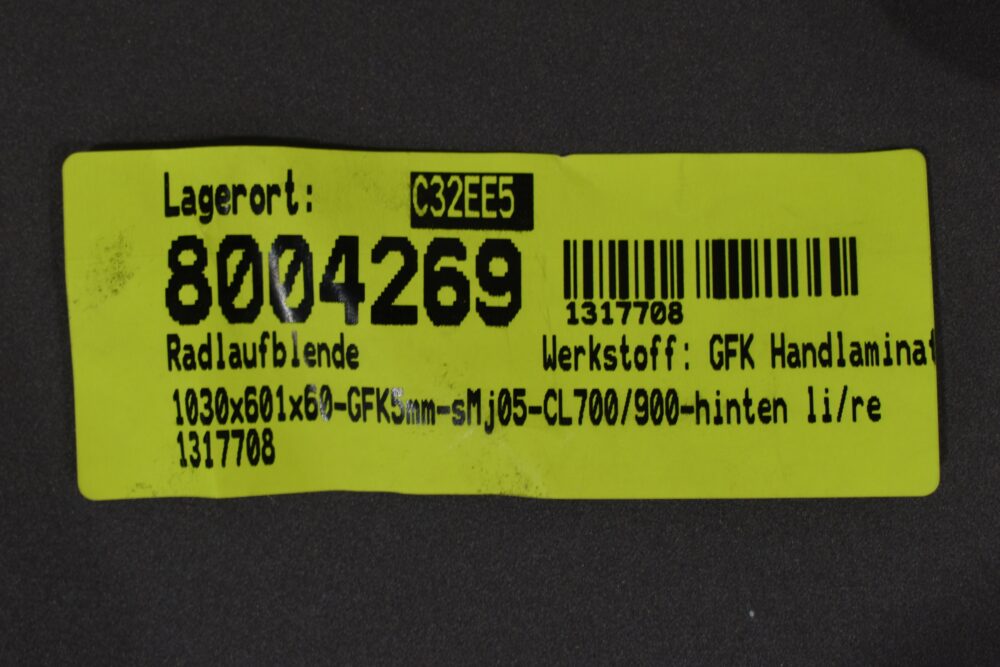 Lagerort: C32EE5
8004269
1317708
Radlaufblende Werkstoff: GFK Handlaminat
1030x601x60-GFK5mm-sMj05-CL700/900-hinten li/re
1317708